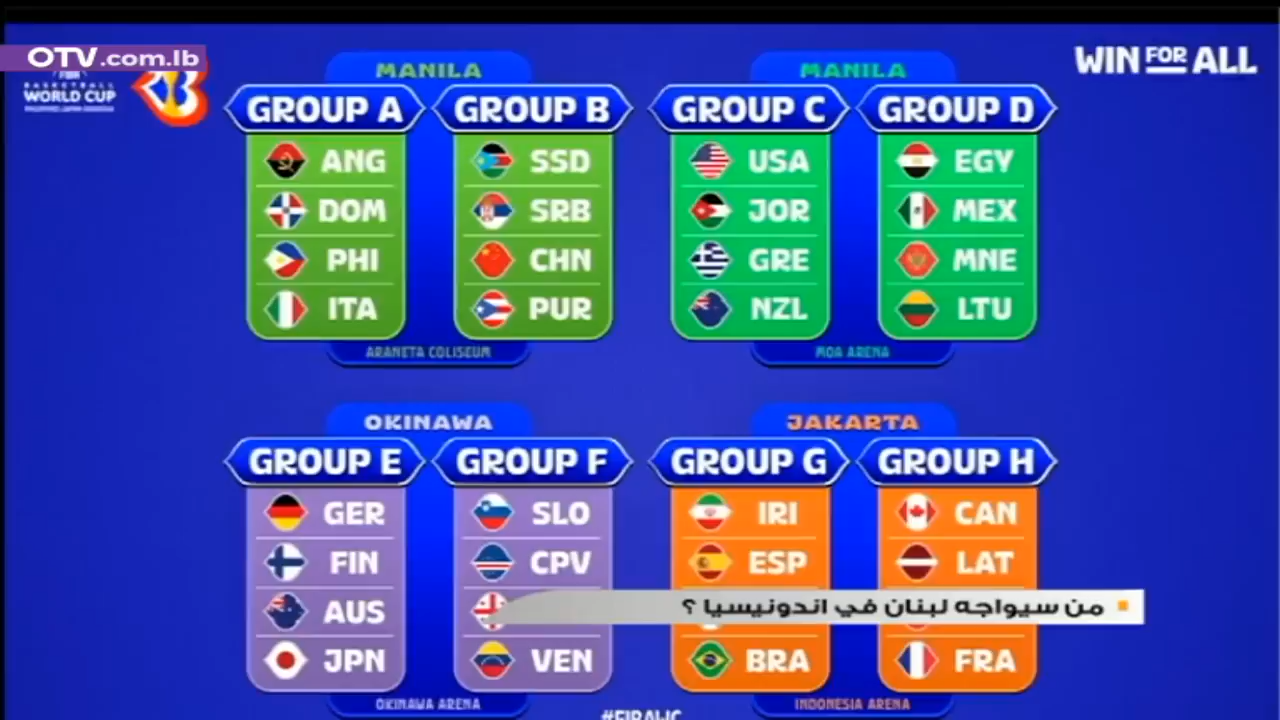 OTV.com.lb
FIBA
BASKETBALL
WORLD CUP
WIN FOR ALL
MANILA
GROUP A
ANG
DOM
PHI
ITA
GROUP B
SSD
SRB
CHN
PUR
ARANETA COLISEUM
MANILA
GROUP C
USA
JOR
GRE
NZL
GROUP D
EGY
MEX
MNE
LTU
MOA ARENA
OKINAWA
GROUP E
GER
FIN
AUS
JPN
GROUP F
SLO
CPV
VEN
OKINAWA ARENA
JAKARTA
GROUP G
IRI
ESP
BRA
GROUP H
CAN
LAT
FRA
INDONESIA ARENA
من سيواجه لبنان في اندونيسيا ؟
#FIBAWC